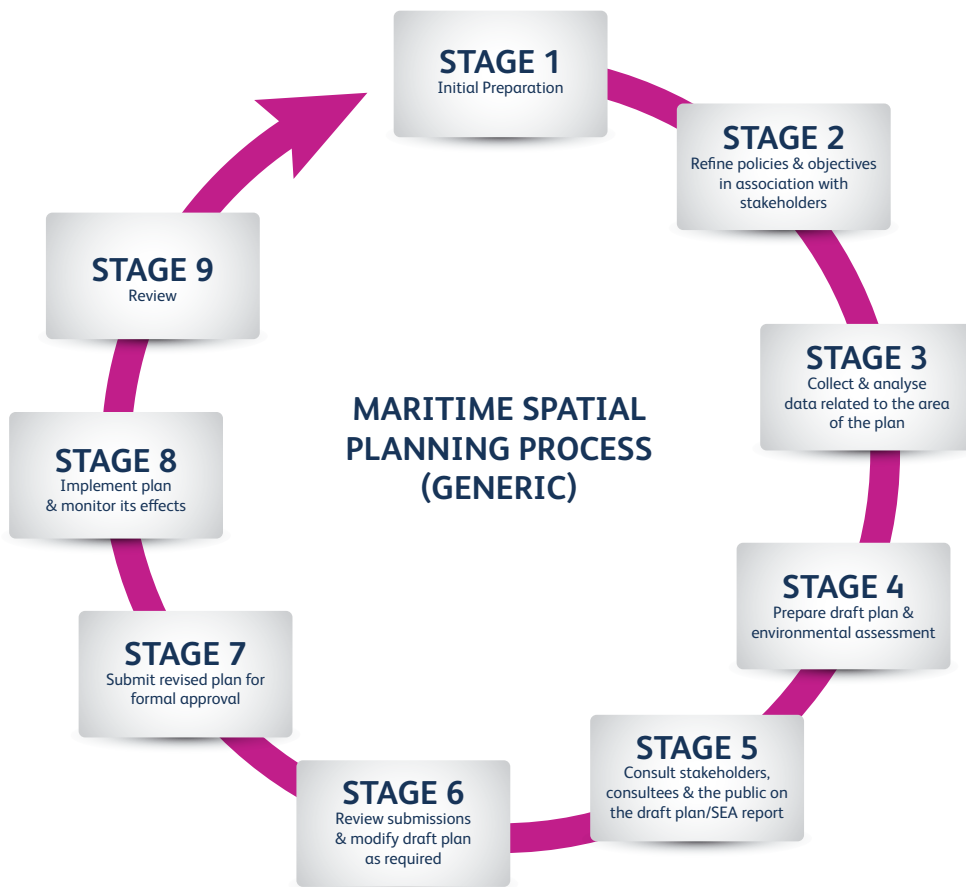 STAGE 1
Initial Preparation
STAGE 2
Refine policies & objectives
in association with
stakeholders
STAGE 3
Collect & analyse
data related to the area
of the plan
STAGE 4
Prepare draft plan &
environmental assessment
STAGE 5
Consult stakeholders,
consultees & the public on
the draft plan/SEA report
STAGE 6
Review submissions
& modify draft plan
as required
STAGE 7
Submit revised plan for
formal approval
STAGE 8
Implement plan
& monitor its effects
STAGE 9
Review
MARITIME SPATIAL
PLANNING PROCESS
(GENERIC)